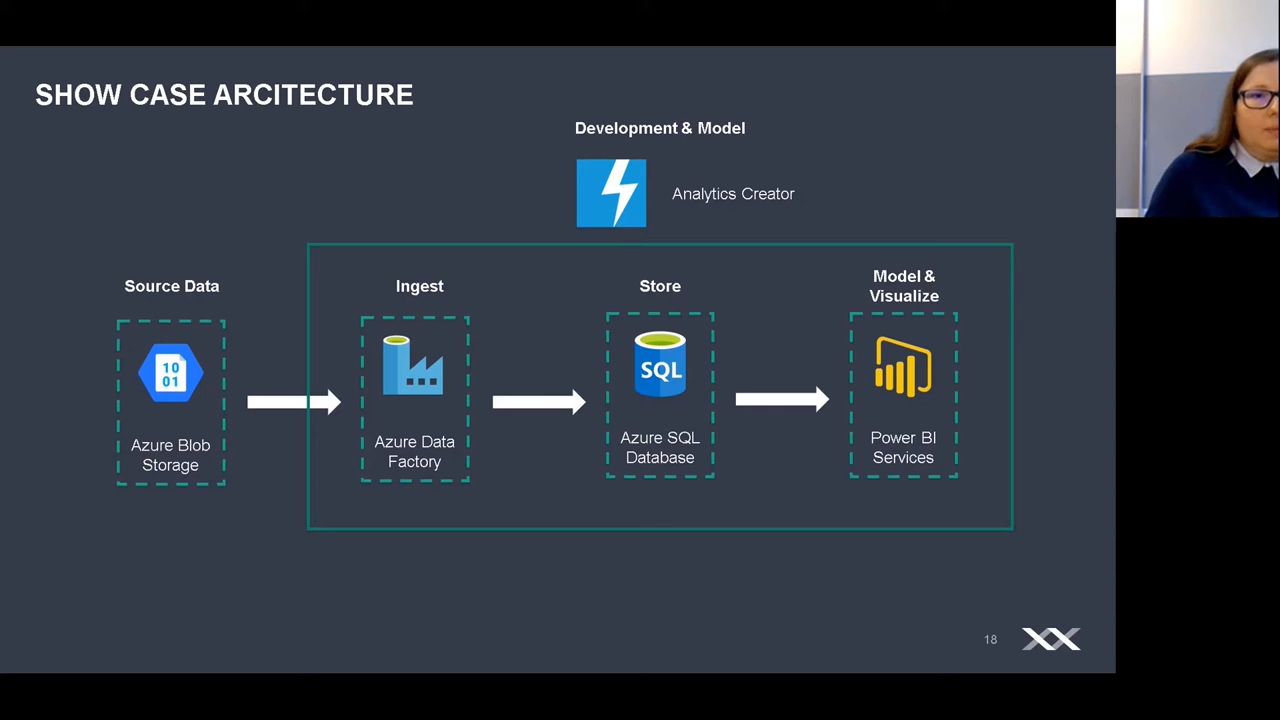 SHOW CASE ARCITECTURE
Development & Model
Analytics Creator
Source Data
Ingest
Store
Model &
Visualize
10
01
SQL
Azure Blob
Storage
Azure Data
Factory
Azure SQL
Database
Power BI
Services
18